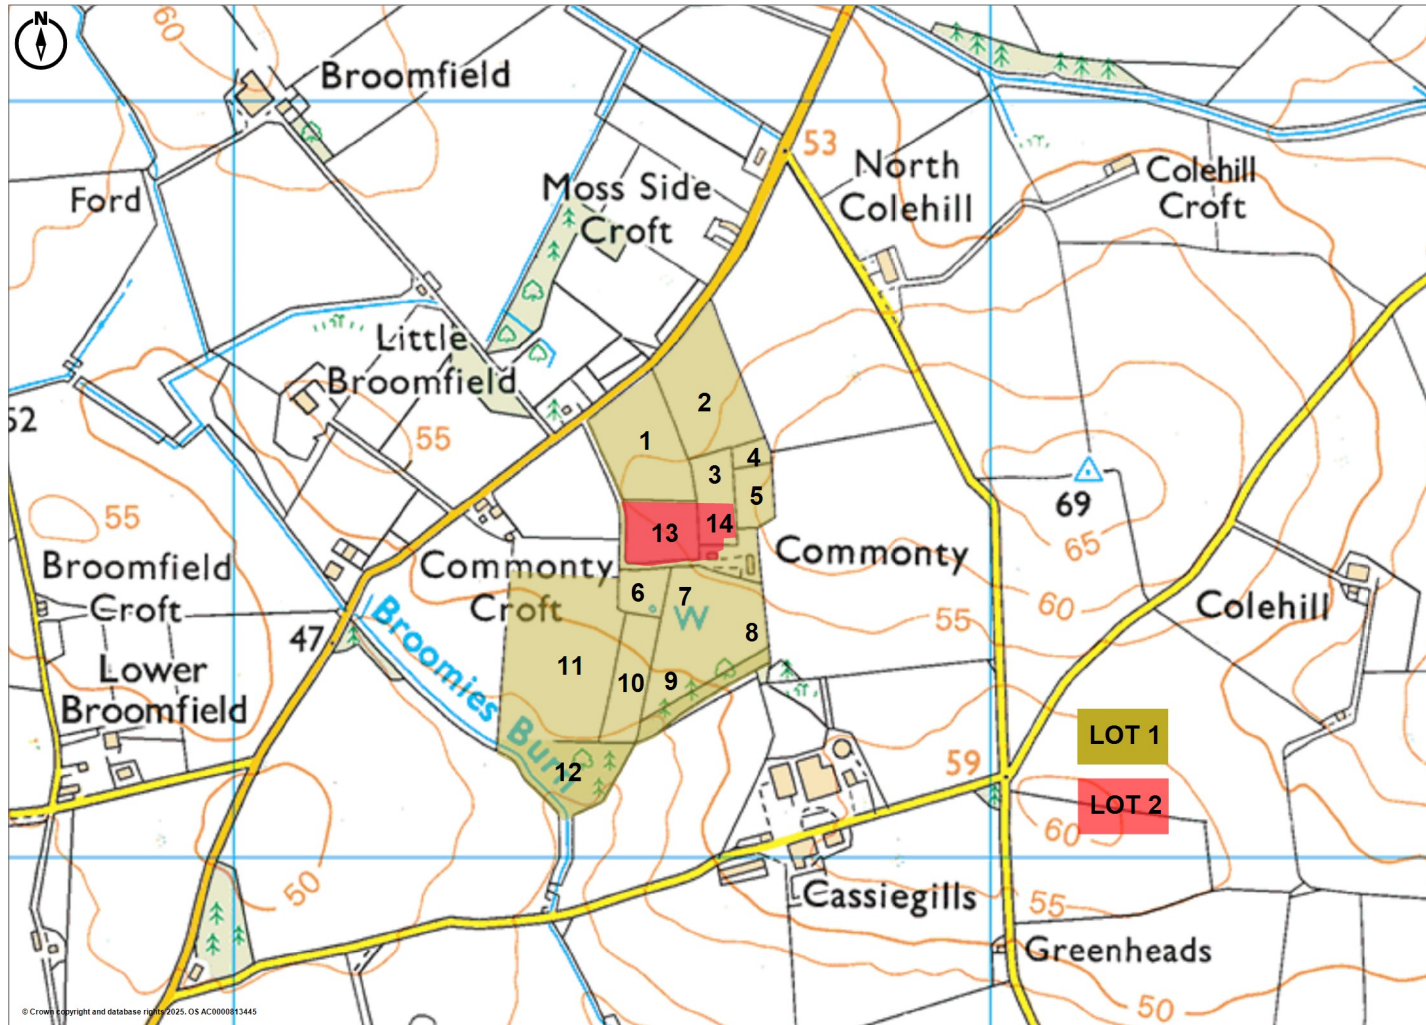 N
60
Broomfield
53
North
Colehill
Colehill
Croft
Ford
Moss Side
Croft
Little
Broomfield
52
55
2
1
4
3
5
69
65
55
13
14
Commonty
Commonty
Croft
Broomfield
Croft
6
7
W
8
60
55
Colehill
47
Broomies Burn
11
10
9
Lower
Broomfield
LOT 1
59
12
LOT 2
60
50
Cassiegills
55
Greenheads
50
© Crown copyright and database rights 2025. OS AC0000813445